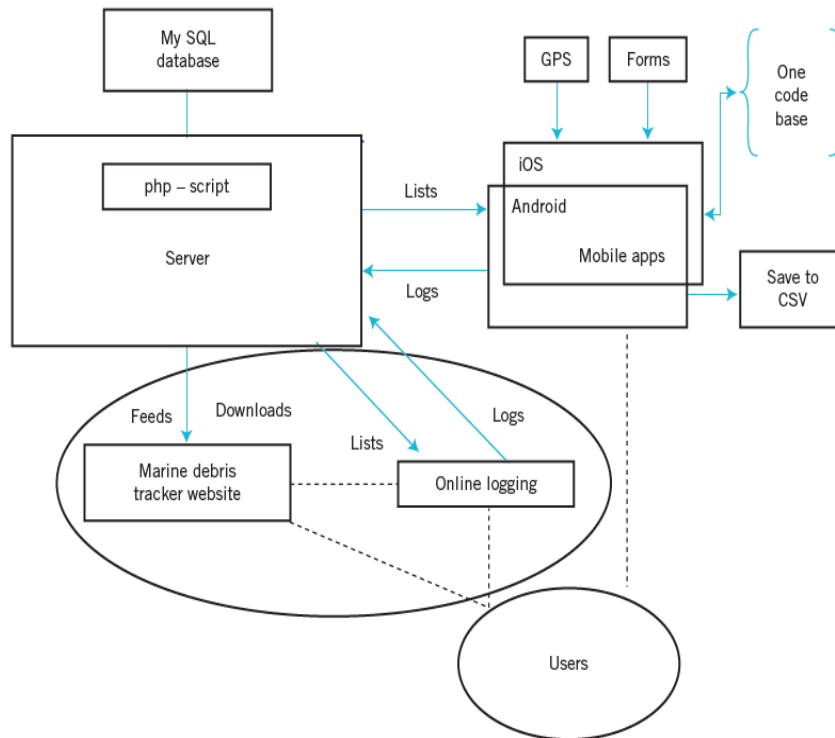 My SQL
database
GPS
Forms
One
code
base
iOS
php – script
Lists
Android
Server
Mobile apps
Save to
CSV
Logs
Feeds
Downloads
Logs
Lists
Marine debris
tracker website
Online logging
Users